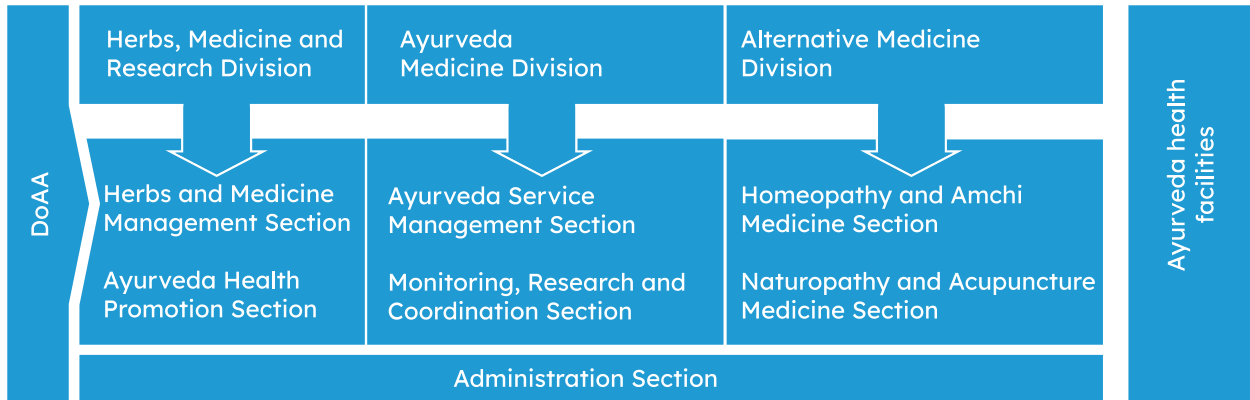 DoAA
Herbs, Medicine and
Research Division
Ayurveda
Medicine Division
Alternative Medicine
Division
Herbs and Medicine
Management Section
Ayurveda Health
Promotion Section
Ayurveda Service
Management Section
Monitoring, Research and
Coordination Section
Homeopathy and Amchi
Medicine Section
Naturopathy and Acupuncture
Medicine Section
Administration Section
Ayurveda health
facilities